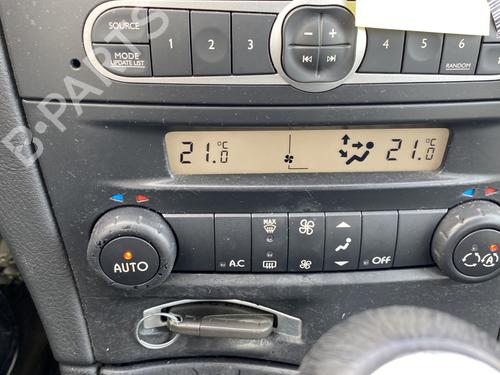 SOURCE
MODE
UPDATE LIST
1 2 3 − + 4 5 6
RANDOM
21.0 °C 21.0 °C
AUTO A.C MAX Off A
B-PARTS